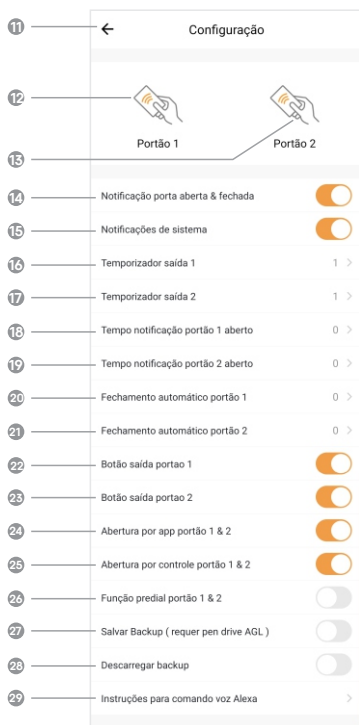 11 Configuração
12
Portão 1 Portão 2
13
14 Notificação porta aberta & fechada
15 Notificações de sistema
16 Temporizador saída 1 1 >
17 Temporizador saída 2 1 >
18 Tempo notificação portão 1 aberto 0 >
19 Tempo notificação portão 2 aberto 0 >
20 Fechamento automático portão 1 0 >
21 Fechamento automático portão 2 0 >
22 Botão saída portao 1
23 Botão saída portao 2
24 Abertura por app portão 1 & 2
25 Abertura por controle portão 1 & 2
26 Função predial portão 1 & 2
27 Salvar Backup ( requer pen drive AGL )
28 Descarregar backup
29 Instruções para comando voz Alexa >